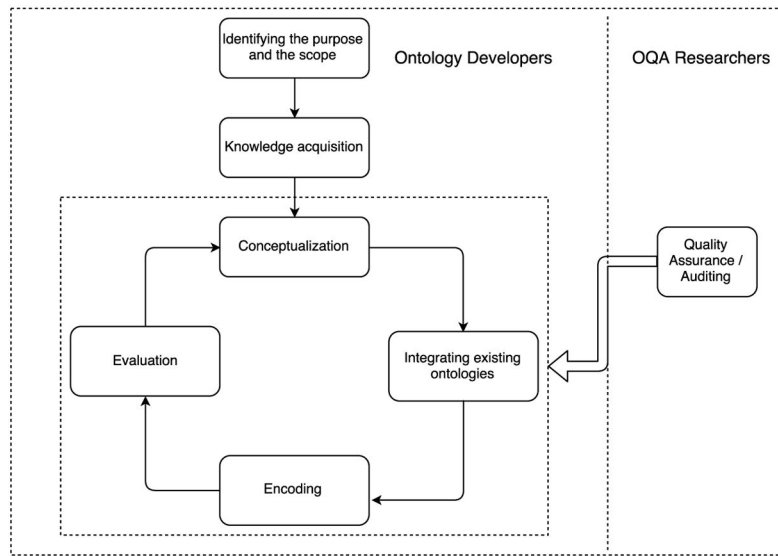 Identifying the purpose
and the scope
Ontology Developers
OQA Researchers
Knowledge acquisition
Conceptualization
Quality
Assurance /
Auditing
Evaluation
Integrating existing
ontologies
Encoding